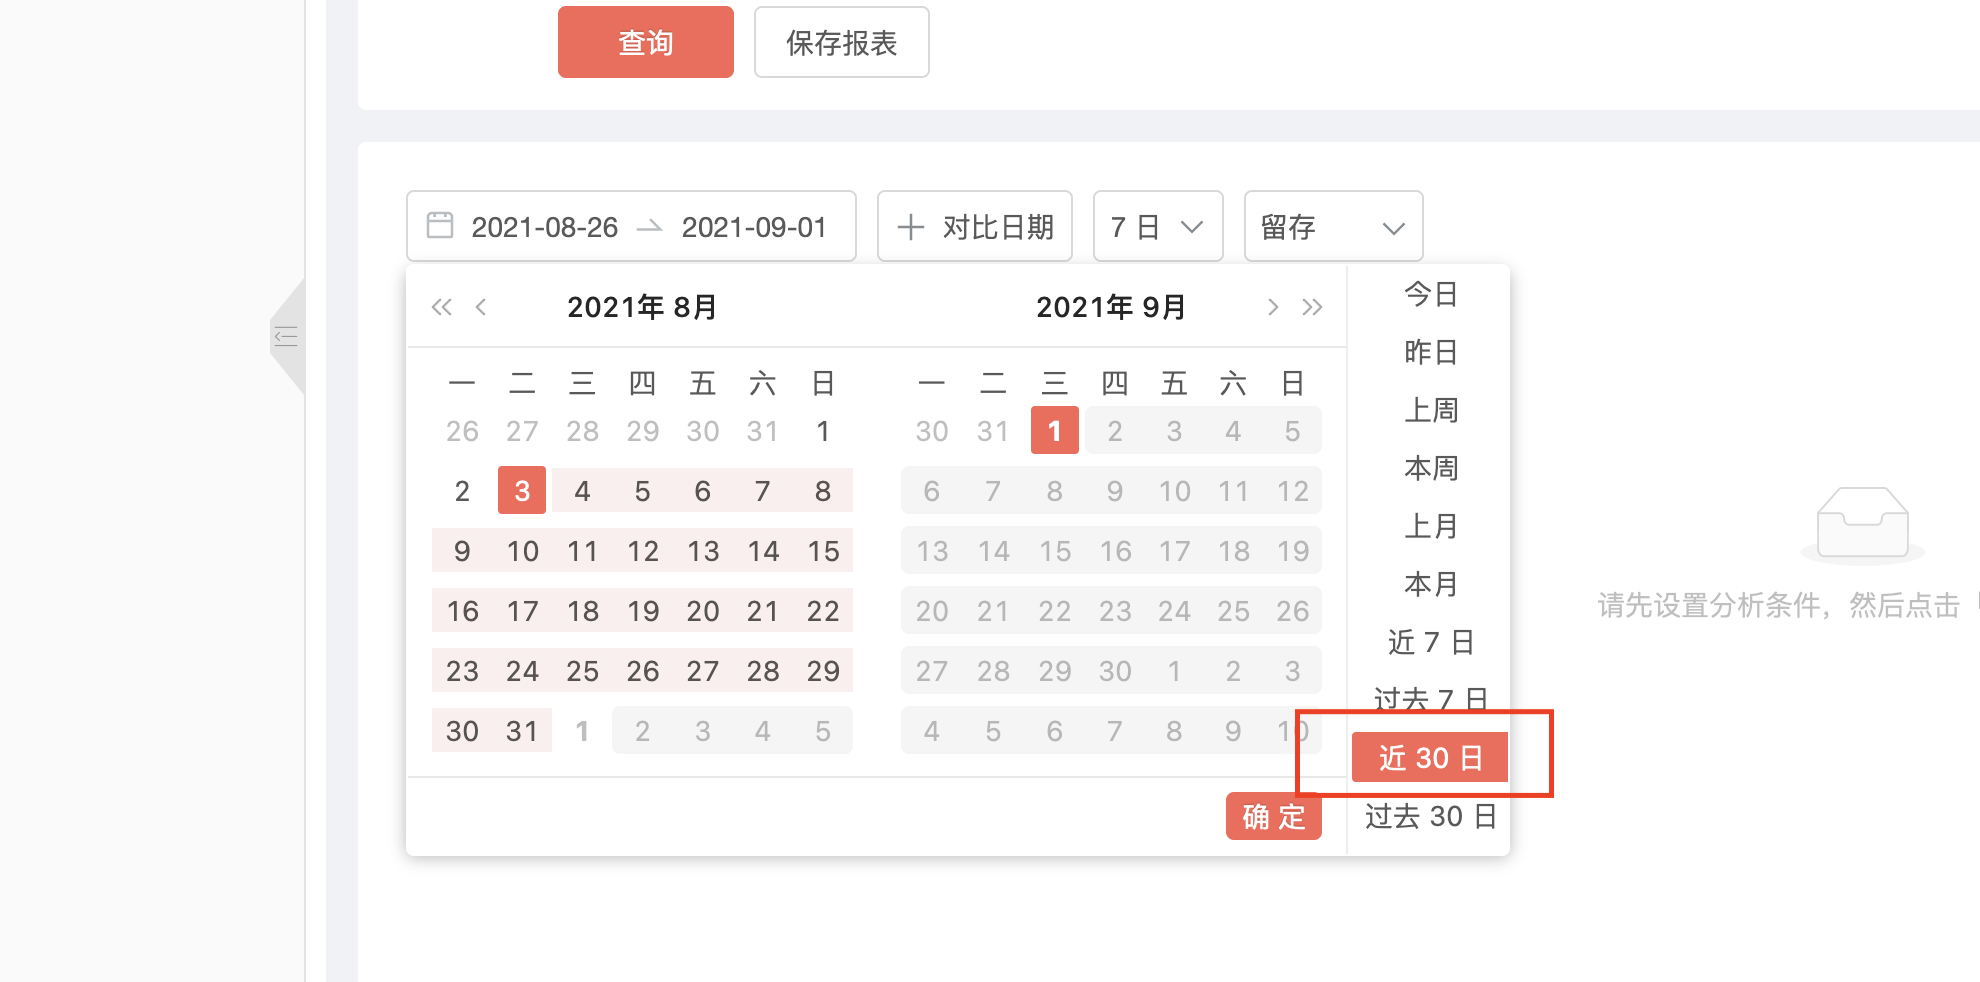 查询 保存报表
2021-08-26 2021-09-01 对比日期 7 日 留存
2021年 8月 2021年 9月
一 二 三 四 五 六 日 一 二 三 四 五 六 日
26 27 28 29 30 31 1 30 31 1 2 3 4 5
2 3 4 5 6 7 8 6 7 8 9 10 11 12
9 10 11 12 13 14 15 13 14 15 16 17 18 19
16 17 18 19 20 21 22 20 21 22 23 24 25 26
23 24 25 26 27 28 29 27 28 29 30 1 2 3
30 31 1 2 3 4 5 4 5 6 7 8 9 10
确 定
今日
昨日
上周
本周
上月
本月
近 7 日
过去 7 日
近 30 日
过去 30 日
请先设置分析条件，然后点击